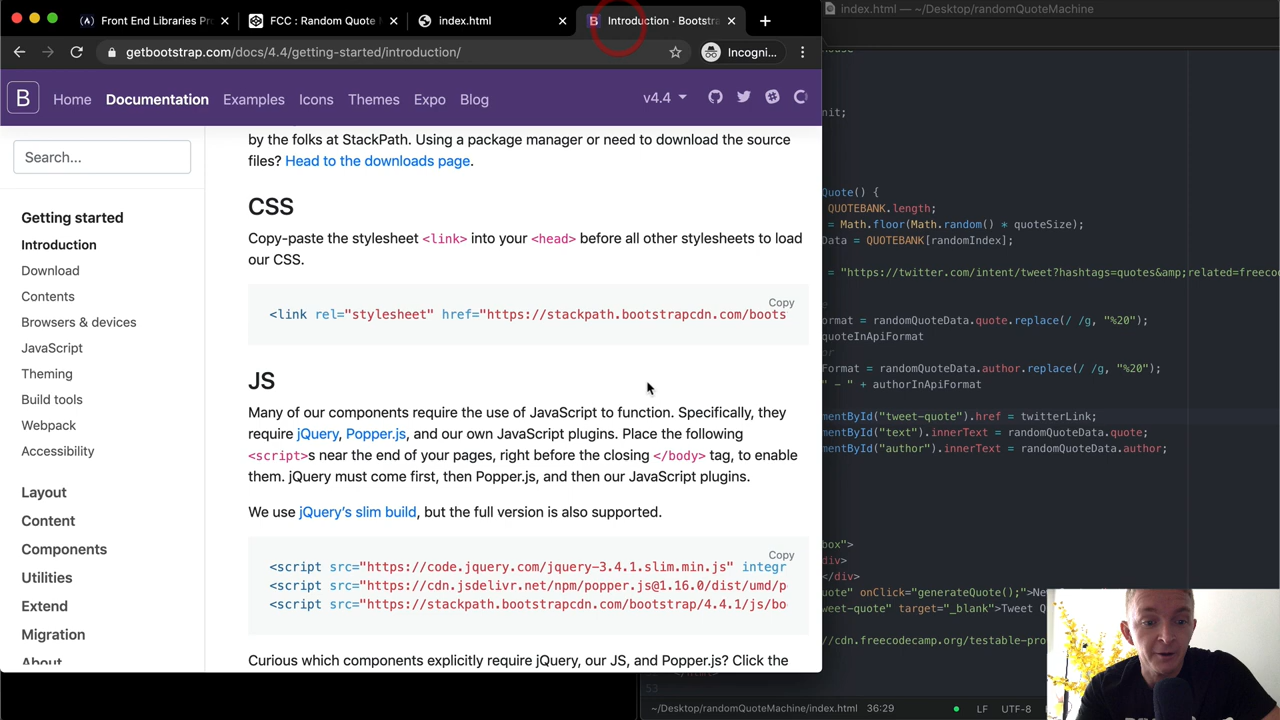 Front End Libraries Pr
FCC : Random Quote
index.html
Introduction · Bootstra
index.html — ~/Desktop/randomQuoteMachine
getbootstrap.com/docs/4.4/getting-started/introduction/
Incogni...
B
Home
Documentation
Examples
Icons
Themes
Expo
Blog
v4.4
Search...
Getting started
Introduction
Download
Contents
Browsers & devices
JavaScript
Theming
Build tools
Webpack
Accessibility
Layout
Content
Components
Utilities
Extend
Migration
About
by the folks at StackPath. Using a package manager or need to download the source
files? Head to the downloads page.
CSS
Copy-paste the stylesheet <link> into your <head> before all other stylesheets to load
our CSS.
Copy
<link rel="stylesheet" href="https://stackpath.bootstrapcdn.com/boots
JS
Many of our components require the use of JavaScript to function. Specifically, they
require jQuery, Popper.js, and our own JavaScript plugins. Place the following
<script>s near the end of your pages, right before the closing </body> tag, to enable
them. jQuery must come first, then Popper.js, and then our JavaScript plugins.
We use jQuery's slim build, but the full version is also supported.
Copy
<script src="https://code.jquery.com/jquery-3.4.1.slim.min.js" integr
<script src="https://cdn.jsdelivr.net/npm/popper.js@1.16.0/dist/umd/p
<script src="https://stackpath.bootstrapcdn.com/bootstrap/4.4.1/js/bo
Curious which components explicitly require jQuery, our JS, and Popper.js? Click the
nit;
Quote() {
QUOTEBANK.length;
= Math.floor(Math.random() * quoteSize);
Data = QUOTEBANK[randomIndex];
= "https://twitter.com/intent/tweet?hashtags=quotes&amp;related=freeco
ormat = randomQuoteData.quote.replace(/ /g, "%20");
quoteInApiFormat
or
Format = randomQuoteData.author.replace(/ /g, "%20");
" - " + authorInApiFormat
mentById("tweet-quote").href = twitterLink;
mentById("text").innerText = randomQuoteData.quote;
mentById("author").innerText = randomQuoteData.author;
box">
div>
</div>
uote" onClick="generateQuote();">Ne
weet-quote" target="_blank">Tweet Q
//cdn.freecodecamp.org/testable-pro
53
~/Desktop/randomQuoteMachine/index.html
36:29
LF
UTF-8